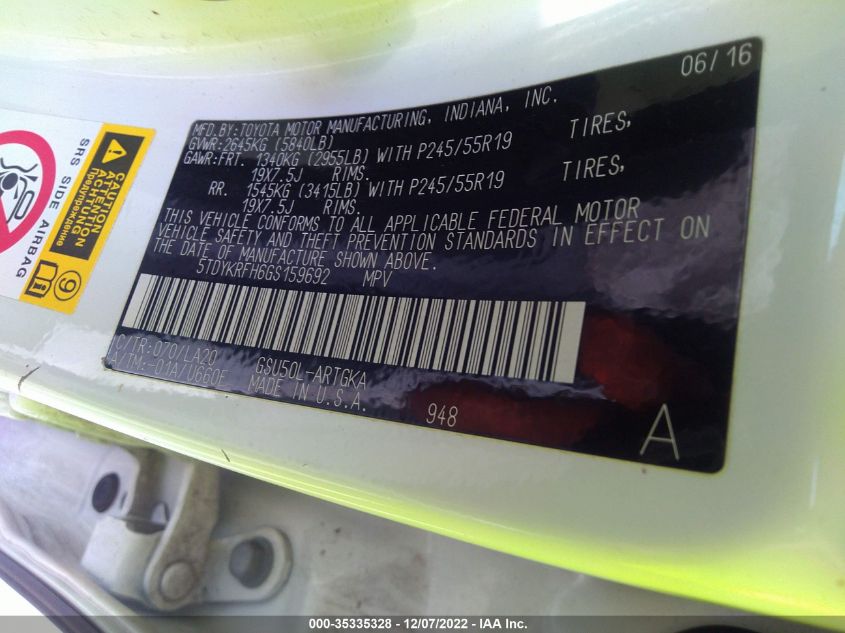 06/16
MFD. BY: TOYOTA MOTOR MANUFACTURING, INDIANA, INC.
GVWR: 2645KG (5840LB)
GAWR: FRT. 1340KG (2955LB) WITH P245/55R19 TIRES,
19X7.5J RIMS.
RR. 1545KG (3415LB) WITH P245/55R19 TIRES,
19X7.5J RIMS.
THIS VEHICLE CONFORMS TO ALL APPLICABLE FEDERAL MOTOR
VEHICLE SAFETY AND THEFT PREVENTION STANDARDS IN EFFECT ON
THE DATE OF MANUFACTURE SHOWN ABOVE.
5TDYKRFH6GS159692 MPV
C/TR: 070/LA20 GSU50L-ARTGKA
A/TM: -01A/U660F MADE IN U.S.A.
948
A
SRS SIDE AIRBAG
CAUTION
ATTENTION
ACHTUNG
Предупреждение
9
000-35335328 - 12/07/2022 - IAA Inc.